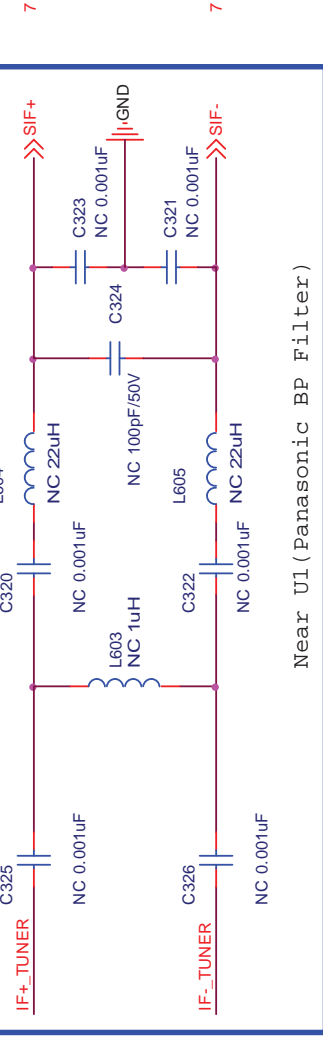 IF+_TUNER
C325
NC 0.001uF
C320
NC 0.001uF
NC 22uH
SIF+
7
C323
NC 0.001uF
GND
L603
NC 1uH
C324
NC 100pF/50V
C321
NC 0.001uF
IF-_TUNER
C326
NC 0.001uF
C322
NC 0.001uF
L605
NC 22uH
SIF-
7
Near U1(Panasonic BP Filter)